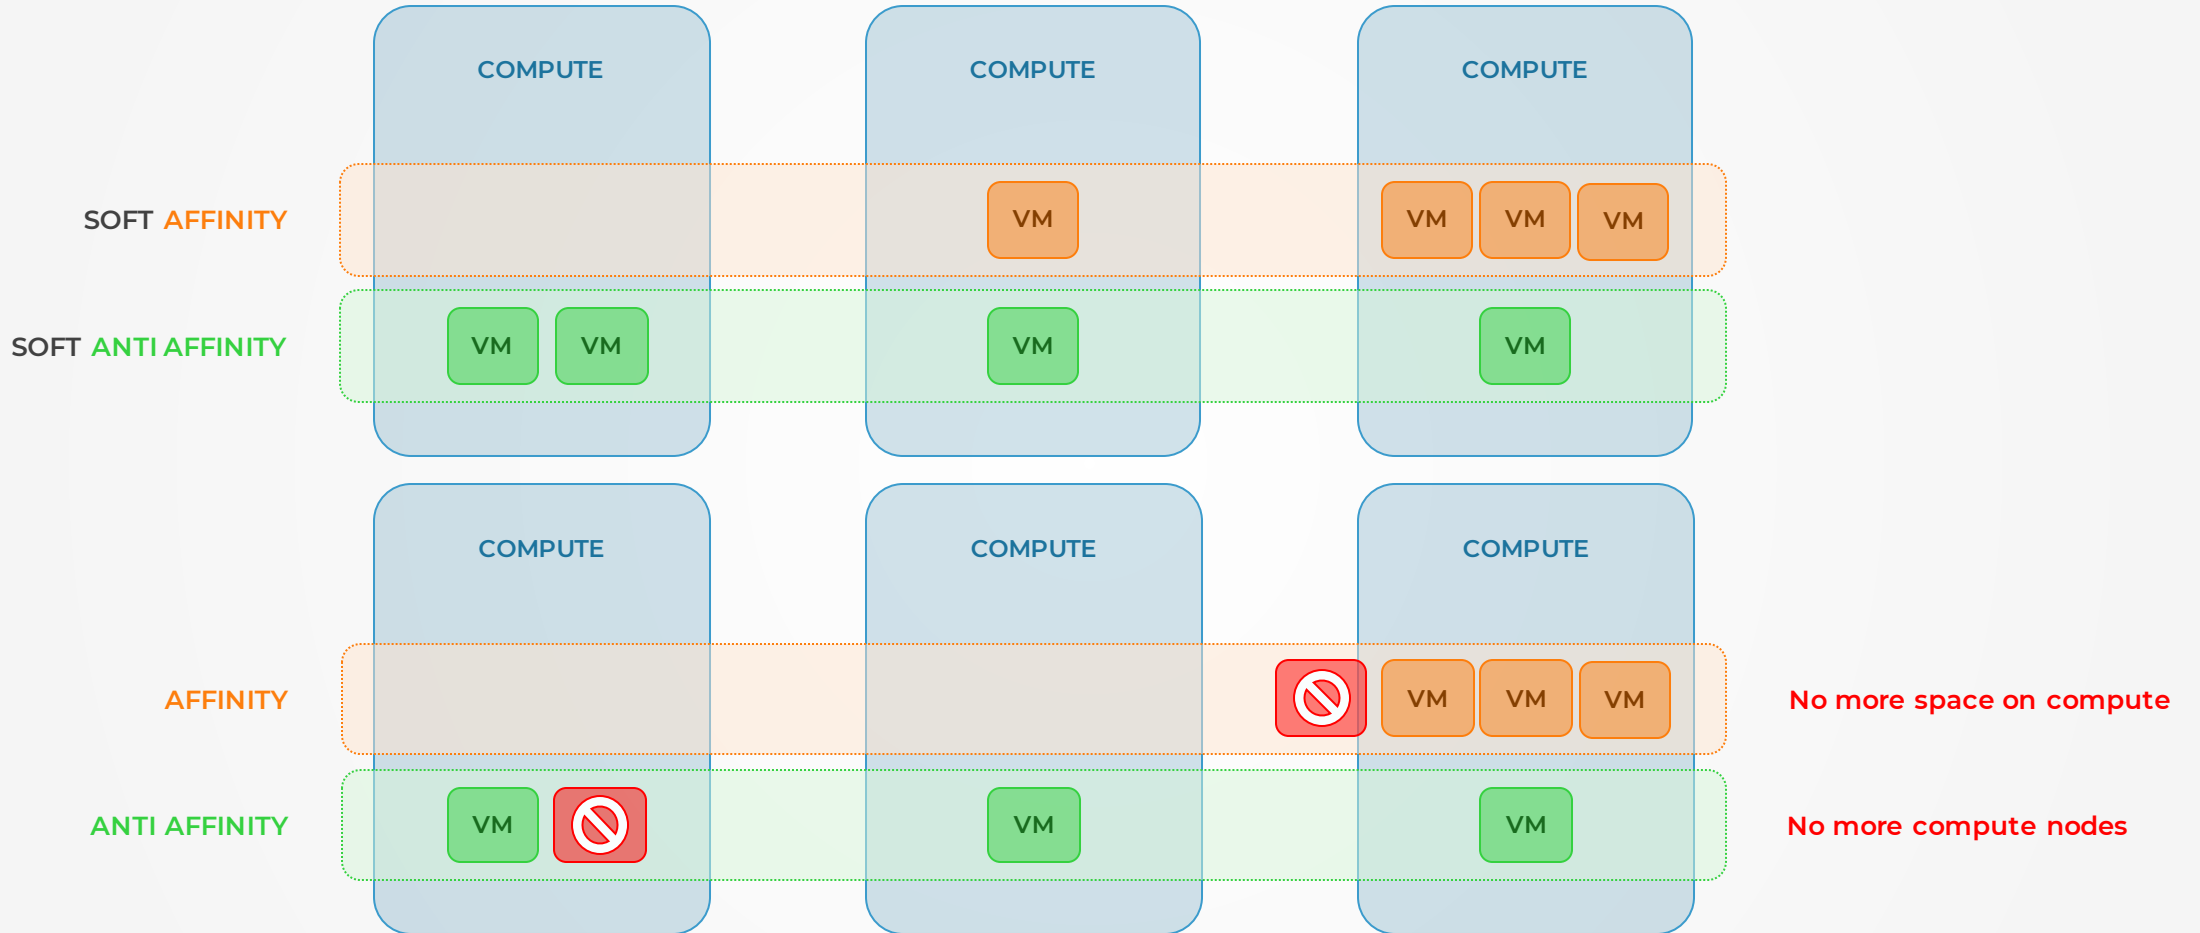 COMPUTE COMPUTE COMPUTE
SOFT AFFINITY VM VM VM VM
SOFT ANTI AFFINITY VM VM VM VM
COMPUTE COMPUTE COMPUTE
AFFINITY VM VM VM No more space on compute
ANTI AFFINITY VM VM VM No more compute nodes